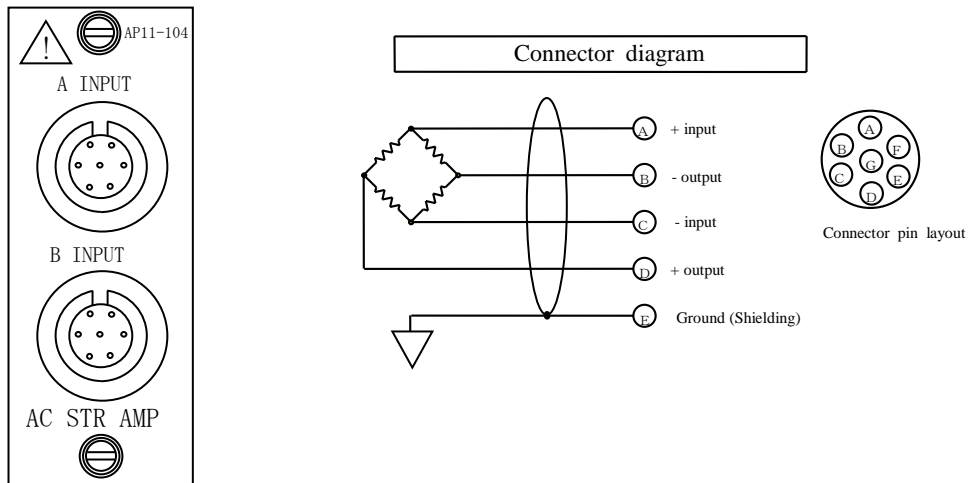 !
AP11-104
A INPUT
B INPUT
AC STR AMP
Connector diagram
A + input
B - output
C - input
D + output
E Ground (Shielding)
A
B F
G
C E
D
Connector pin layout